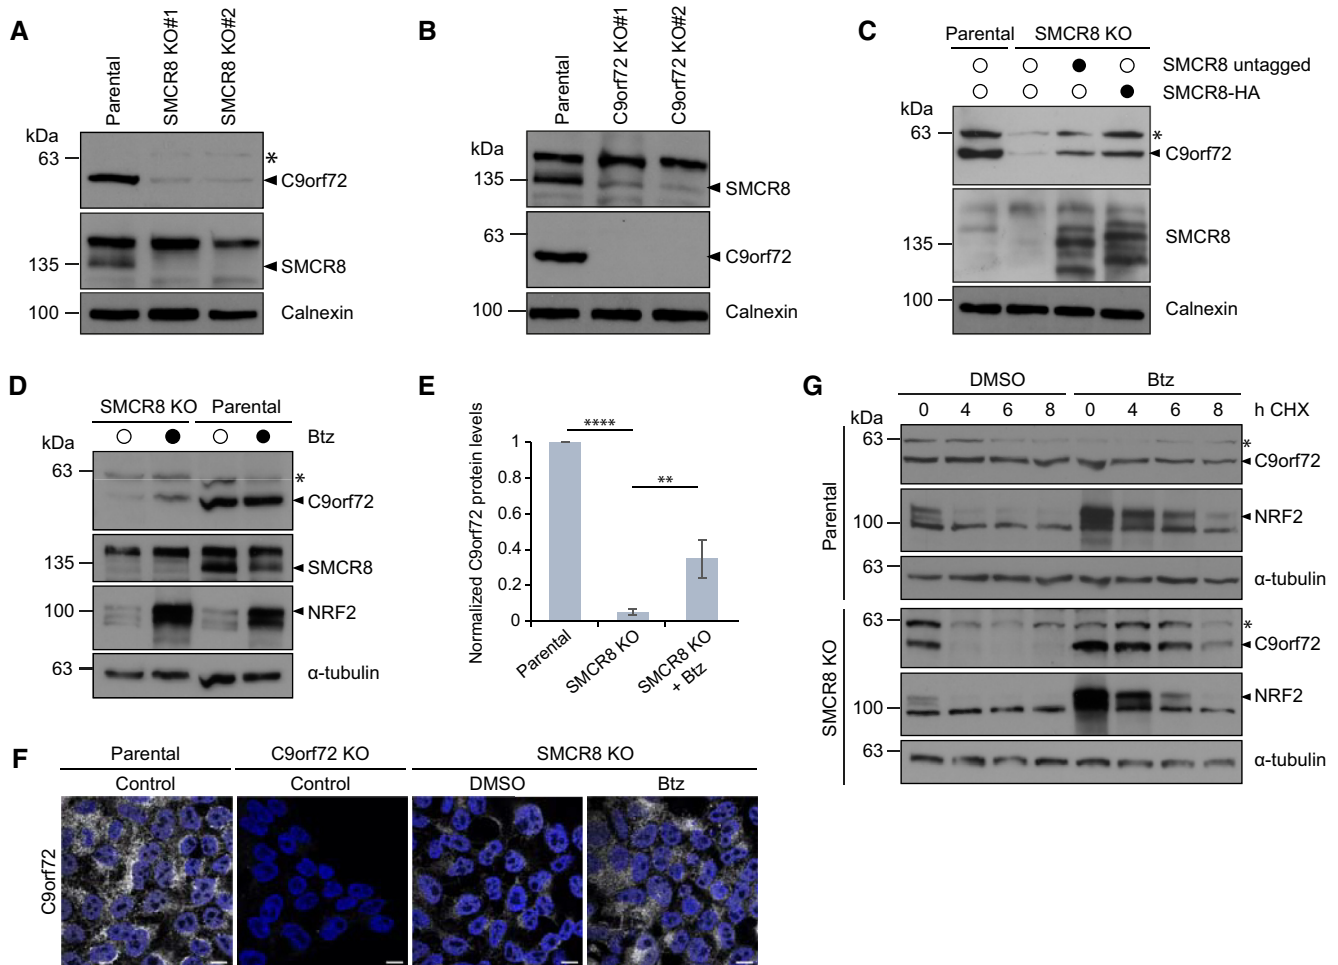 A
Parental
SMCR8 KO#1
SMCR8 KO#2
kDa
63
*
C9orf72
135
SMCR8
100
Calnexin
B
Parental
C9orf72 KO#1
C9orf72 KO#2
kDa
135
SMCR8
63
C9orf72
100
Calnexin
C
Parental SMCR8 KO
SMCR8 untagged
SMCR8-HA
kDa
63
*
C9orf72
135
SMCR8
100
Calnexin
D
SMCR8 KO Parental
Btz
kDa
63
*
C9orf72
135
SMCR8
100
NRF2
63
α-tubulin
E
Normalized C9orf72 protein levels
1
0.8
0.6
0.4
0.2
0
****
**
Parental
SMCR8 KO
SMCR8 KO
+ Btz
F
Parental C9orf72 KO SMCR8 KO
Control Control DMSO Btz
C9orf72
G
DMSO Btz
0 4 6 8 0 4 6 8 h CHX
kDa
Parental
63
*
C9orf72
100
NRF2
63
α-tubulin
SMCR8 KO
63
*
C9orf72
100
NRF2
63
α-tubulin